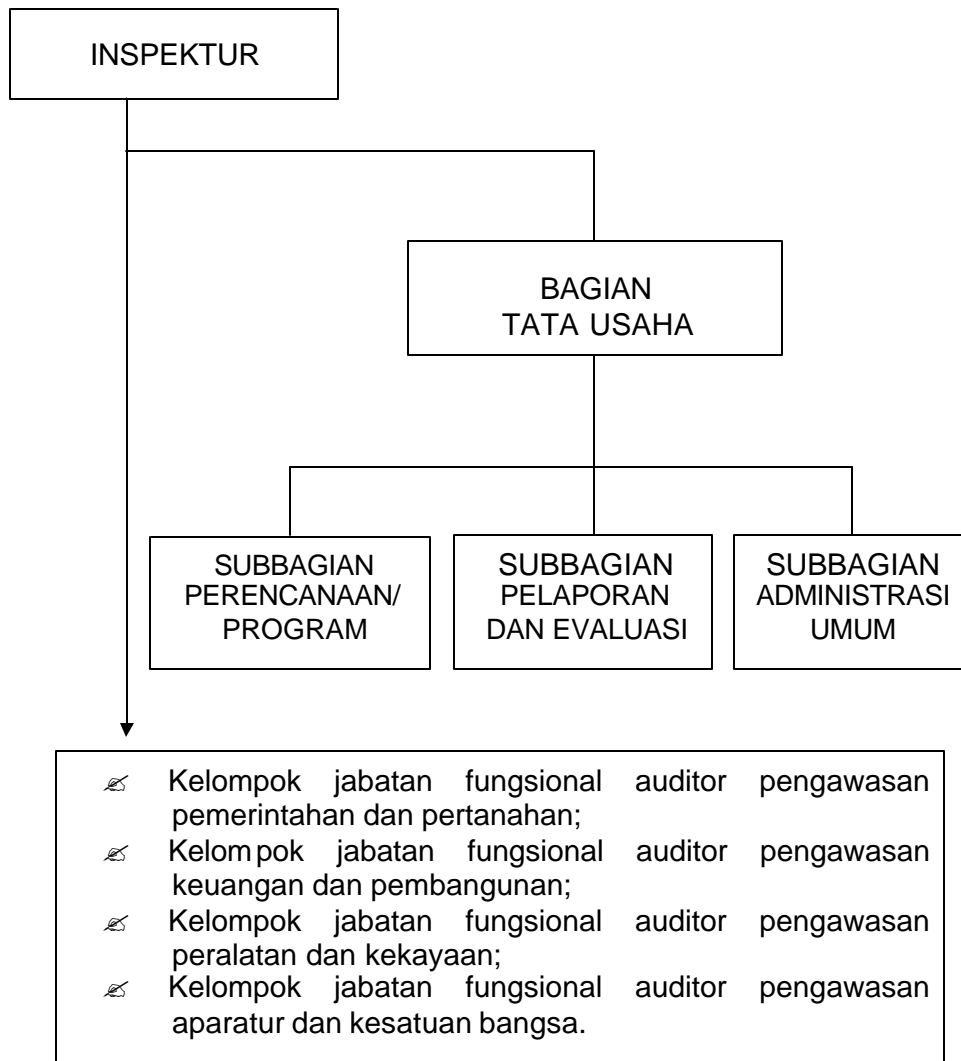 INSPEKTUR
BAGIAN
TATA USAHA
SUBBAGIAN
PERENCANAAN/
PROGRAM
SUBBAGIAN
PELAPORAN
DAN EVALUASI
SUBBAGIAN
ADMINISTRASI
UMUM
Kelompok jabatan fungsional auditor pengawasan
pemerintahan dan pertanahan;
Kelompok jabatan fungsional auditor pengawasan
keuangan dan pembangunan;
Kelompok jabatan fungsional auditor pengawasan
peralatan dan kekayaan;
Kelompok jabatan fungsional auditor pengawasan
aparatur dan kesatuan bangsa.